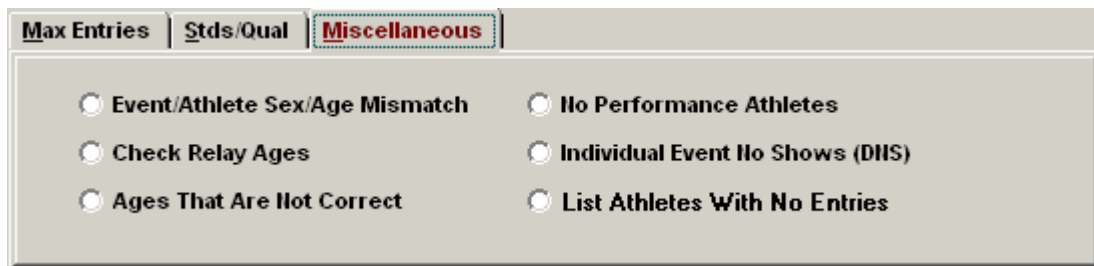 Max Entries Stds/Qual Miscellaneous
Event/Athlete Sex/Age Mismatch No Performance Athletes
Check Relay Ages Individual Event No Shows (DNS)
Ages That Are Not Correct List Athletes With No Entries